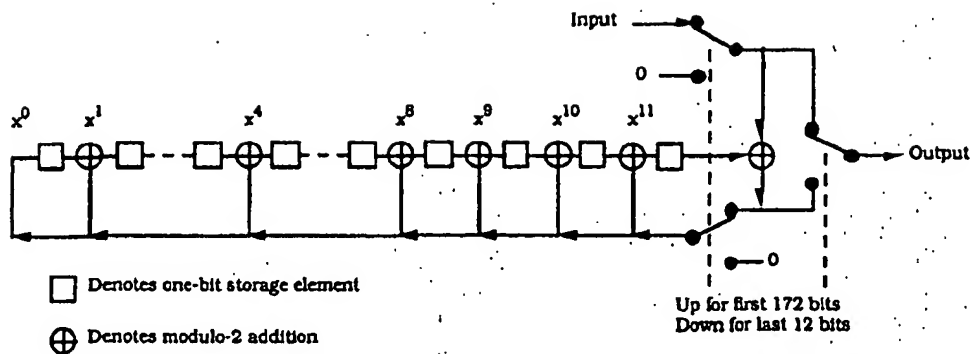 Input
0
x⁰ x¹ x⁴ x⁸ x⁹ x¹⁰ x¹¹
Output
0
Denotes one-bit storage element
Up for first 172 bits
Down for last 12 bits
Denotes modulo-2 addition